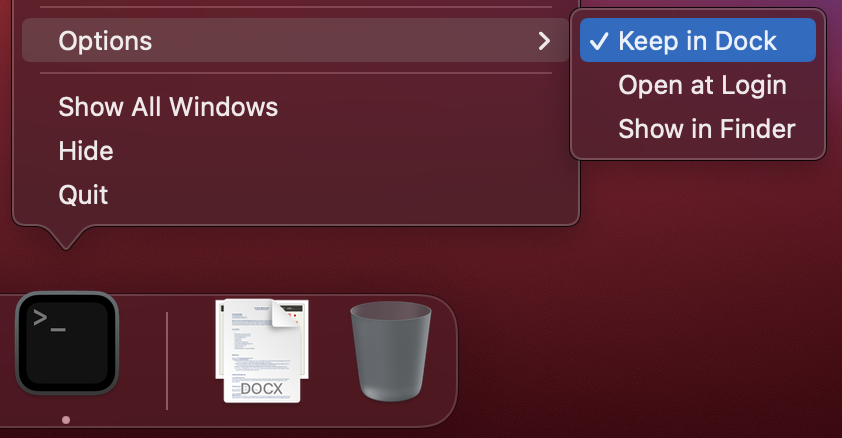 Options
Keep in Dock
Open at Login
Show in Finder
Show All Windows
Hide
Quit
>_
DOCX